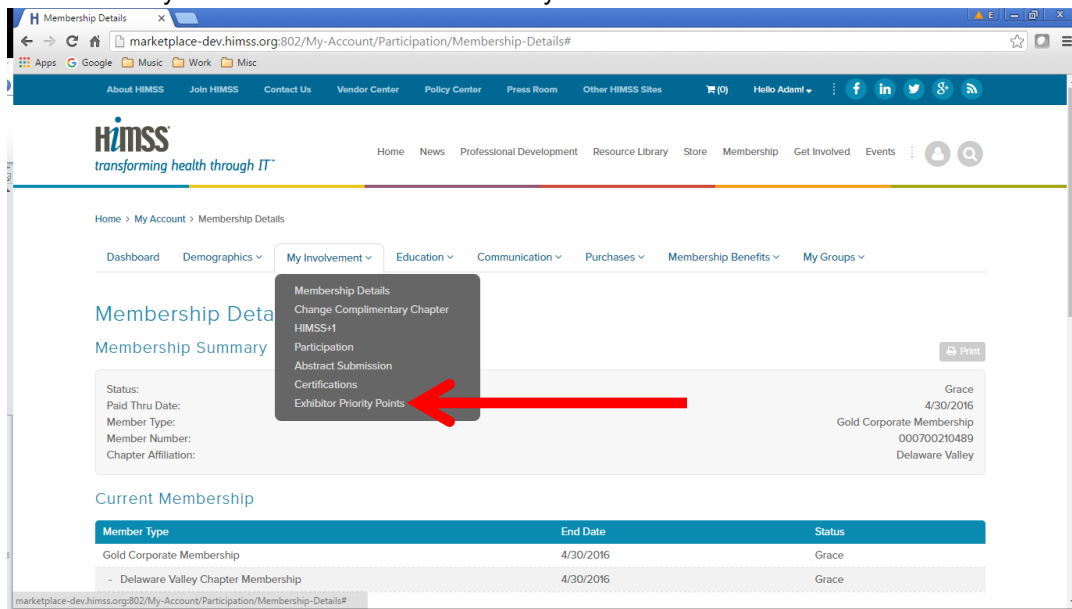 Membership Details
E
marketplace-dev.himss.org:802/My-Account/Participation/Membership-Details#
Apps Google Music Work Misc
About HIMSS Join HIMSS Contact Us Vendor Center Policy Center Press Room Other HIMSS Sites (0) Hello Adam!
HIMSS
transforming health through IT™
Home News Professional Development Resource Library Store Membership Get Involved Events
Home > My Account > Membership Details
Dashboard Demographics My Involvement Education Communication Purchases Membership Benefits My Groups
Membership Details
Change Complimentary Chapter
HIMSS+1
Participation
Abstract Submission
Certifications
Exhibitor Priority Points
Membership Deta
Membership Summary
Print
Status: Grace
Paid Thru Date: 4/30/2016
Member Type: Gold Corporate Membership
Member Number: 000700210489
Chapter Affiliation: Delaware Valley
Current Membership
Member Type End Date Status
Gold Corporate Membership 4/30/2016 Grace
- Delaware Valley Chapter Membership 4/30/2016 Grace
marketplace-dev.himss.org:802/My-Account/Participation/Membership-Details#